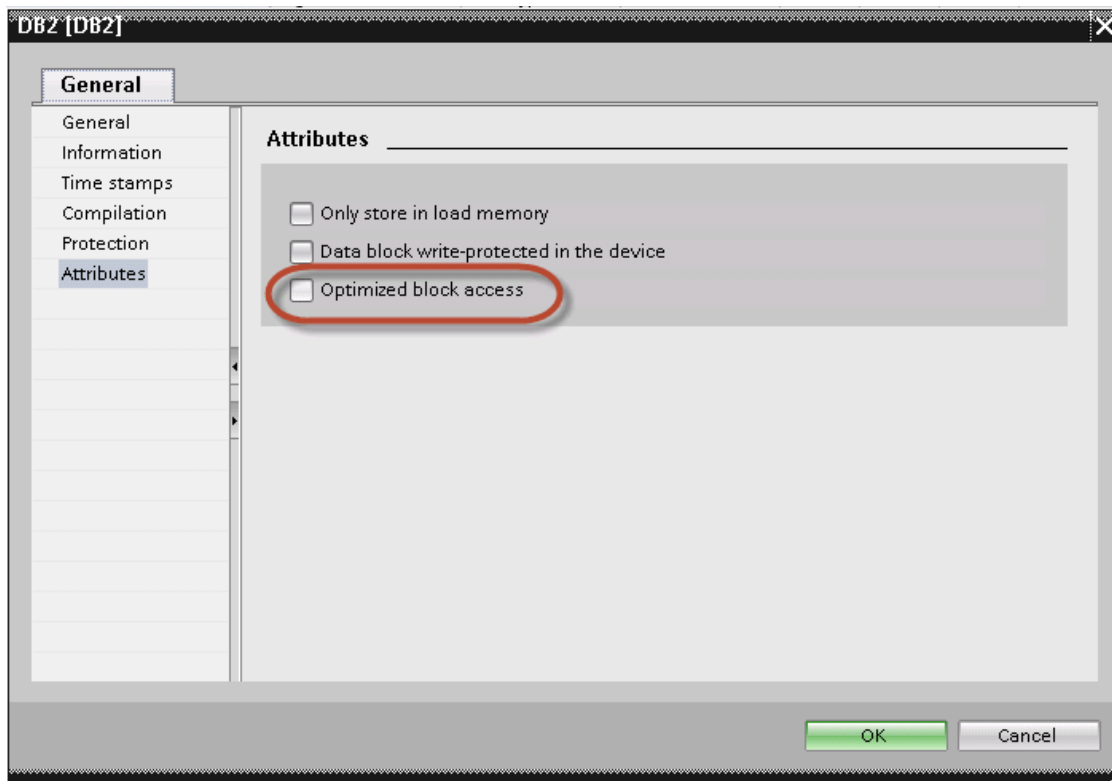 DB2 [DB2]
General
General
Information
Time stamps
Compilation
Protection
Attributes
Attributes
Only store in load memory
Data block write-protected in the device
Optimized block access
OK
Cancel